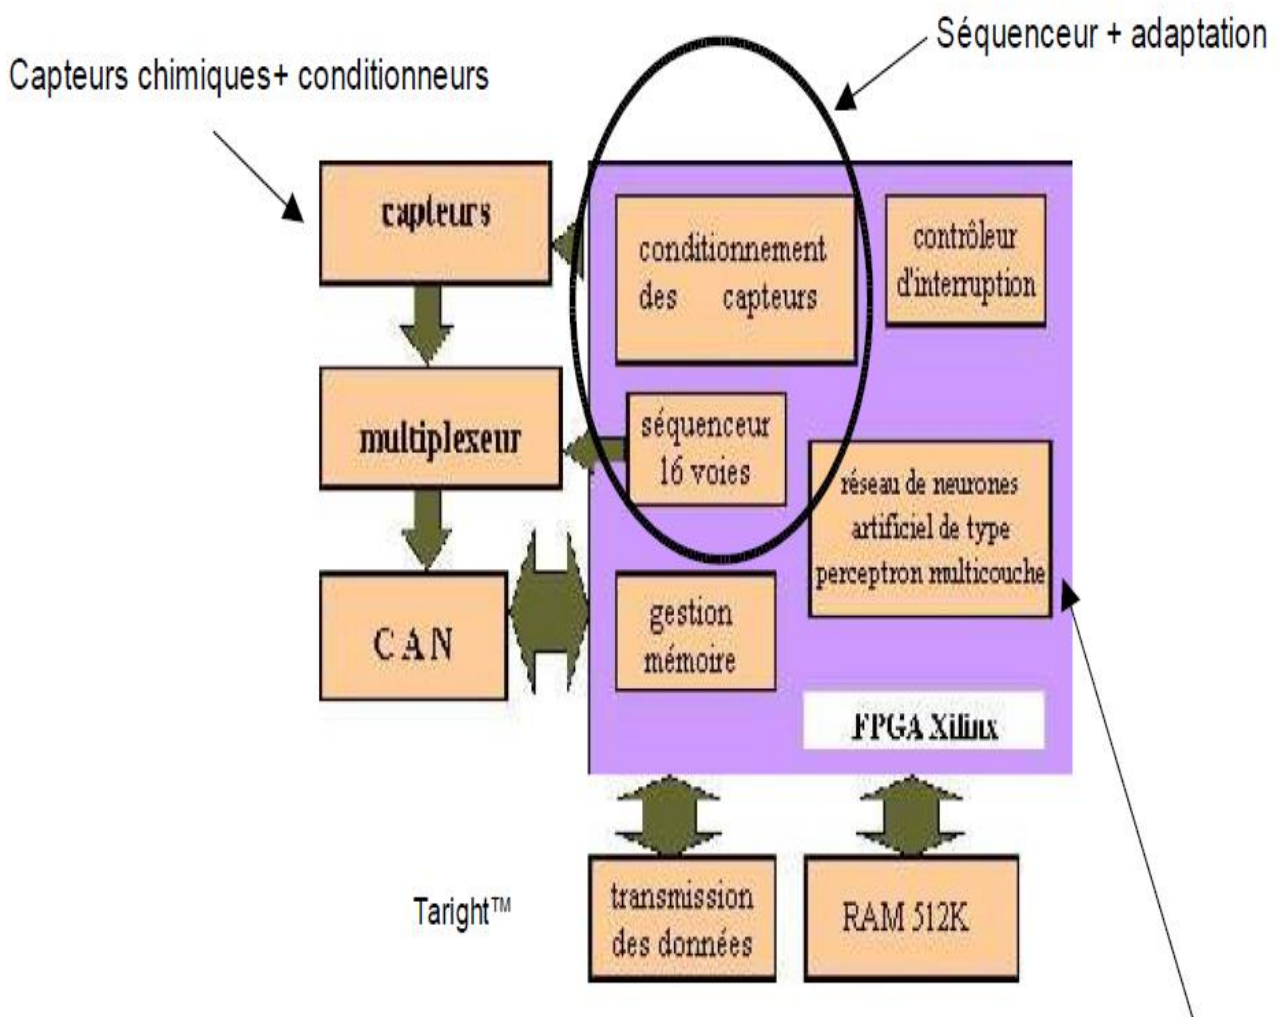 Séquenceur + adaptation
Capteurs chimiques+ conditionneurs
capteurs
conditionnement
des capteurs
contrôleur
d'interruption
multiplexeur
séquenceur
16 voies
réseau de neurones
artificiel de type
perceptron multicouche
CAN
gestion
mémoire
FPGA Xilinx
Taright™
transmission
des données
RAM 512K